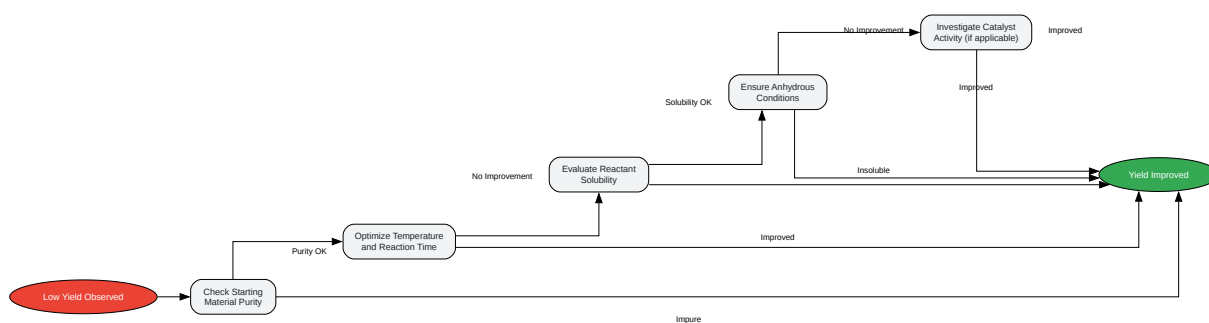 No Improvement
Investigate Catalyst
Activity (if applicable)
Improved
Ensure Anhydrous
Conditions
Improved
Solubility OK
Evaluate Reactant
Solubility
No Improvement
Insoluble
Yield Improved
Optimize Temperature
and Reaction Time
Improved
Purity OK
Low Yield Observed
Check Starting
Material Purity
Impure